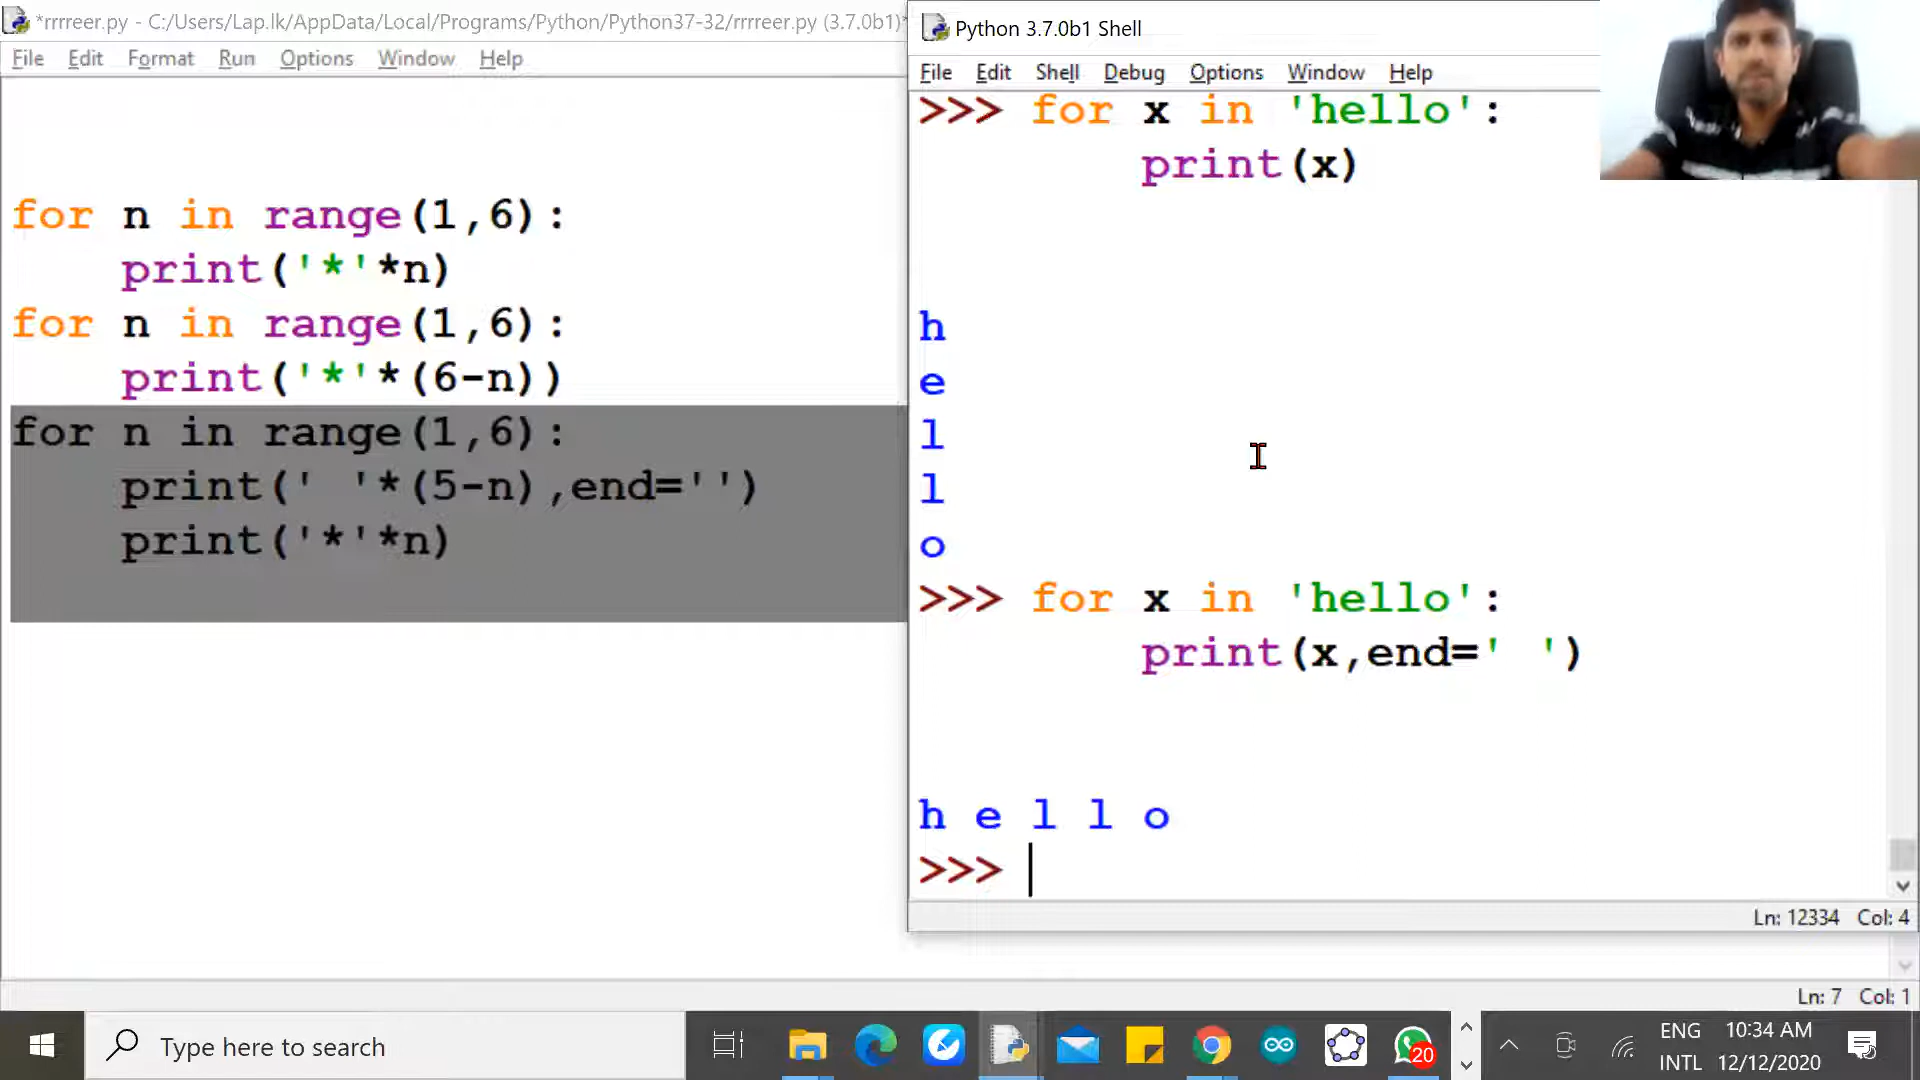 *rrrreer.py - C:/Users/Lap.lk/AppData/Local/Programs/Python/Python37-32/rrrreer.py (3.7.0b1)*
File Edit Format Run Options Window Help
for n in range(1,6):
    print('*'*n)
for n in range(1,6):
    print('*'*(6-n))
for n in range(1,6):
    print(' '*(5-n),end='')
    print('*'*n)
Python 3.7.0b1 Shell
File Edit Shell Debug Options Window Help
>>> for x in 'hello':
        print(x)
h
e
l
l
o
>>> for x in 'hello':
        print(x,end=' ')
h e l l o
>>>
Ln: 12334 Col: 4
Ln: 7 Col: 1
Type here to search
20
ENG
INTL
10:34 AM
12/12/2020